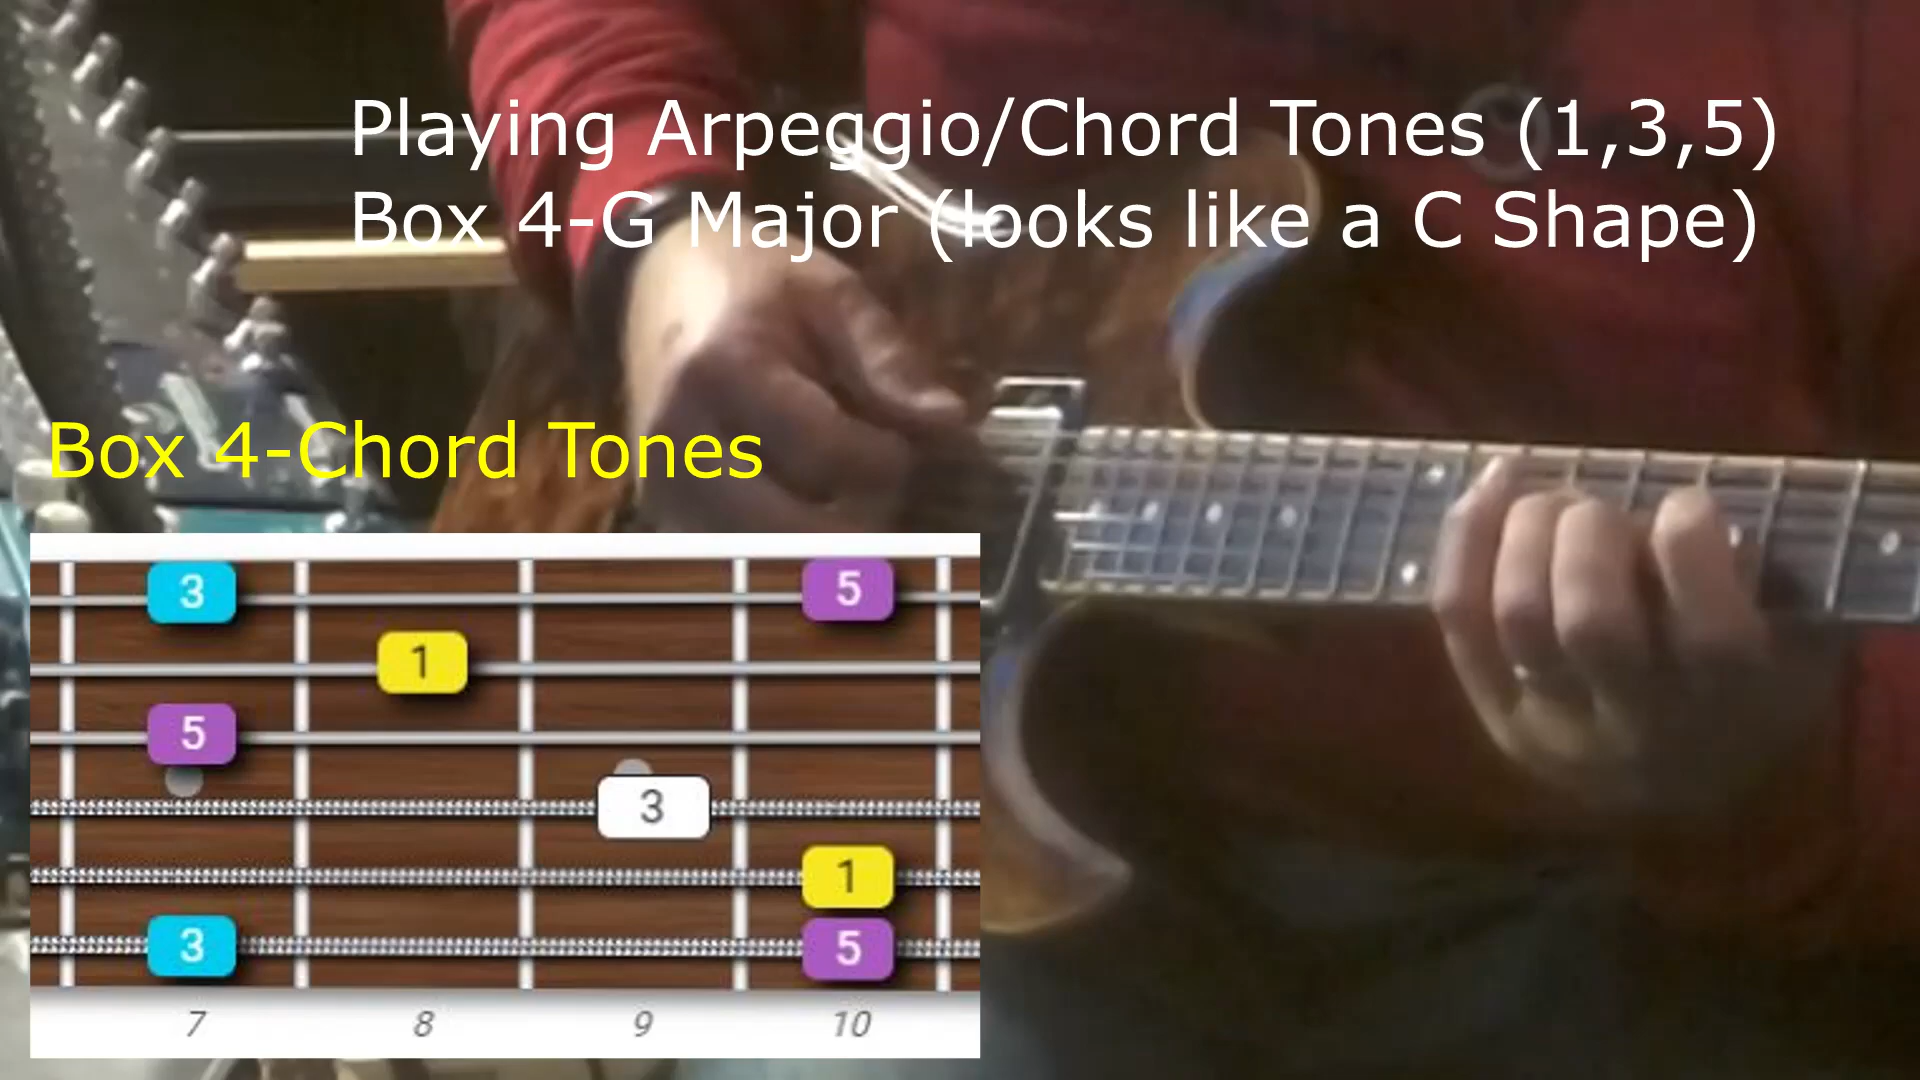 Playing Arpeggio/Chord Tones (1,3,5)
Box 4-G Major (looks like a C Shape)
Box 4-Chord Tones
3 5
1
5
3
1
3 5
7 8 9 10